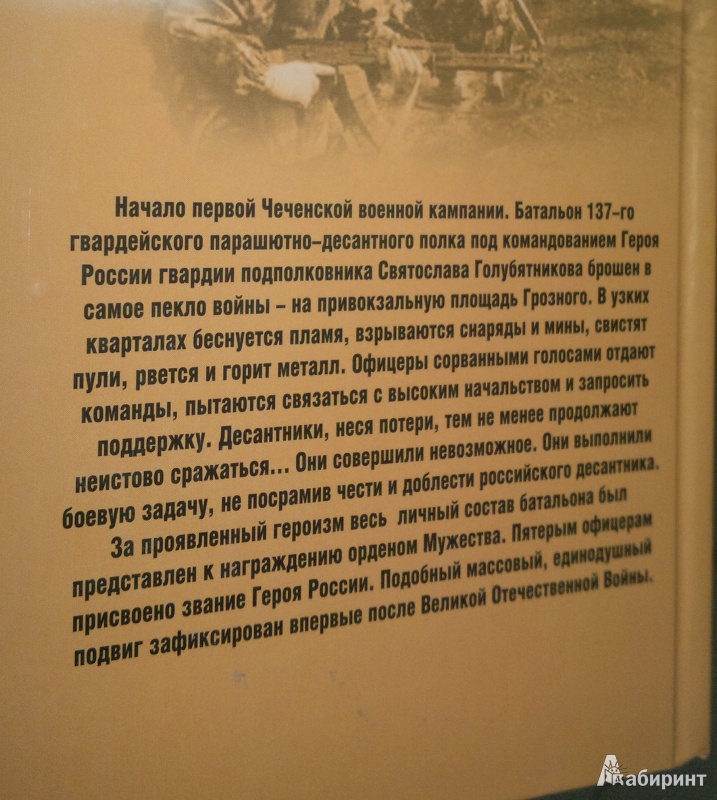 Начало первой Чеченской военной кампании. Батальон 137-го
гвардейского парашютно-десантного полка под командованием Героя
России гвардии подполковника Святослава Голубятникова брошен в
самое пекло войны – на привокзальную площадь Грозного. В узких
кварталах беснуется пламя, взрываются снаряды и мины, свистят
пули, рвется и горит металл. Офицеры сорванными голосами отдают
команды, пытаются связаться с высоким начальством и запросить
поддержку. Десантники, неся потери, тем не менее продолжают
неистово сражаться... Они совершили невозможное. Они выполнили
боевую задачу, не посрамив чести и доблести российского десантника.
За проявленный героизм весь личный состав батальона был
представлен к награждению орденом Мужества. Пятерым офицерам
присвоено звание Героя России. Подобный массовый, единодушный
подвиг зафиксирован впервые после Великой Отечественной Войны.
Лабиринт